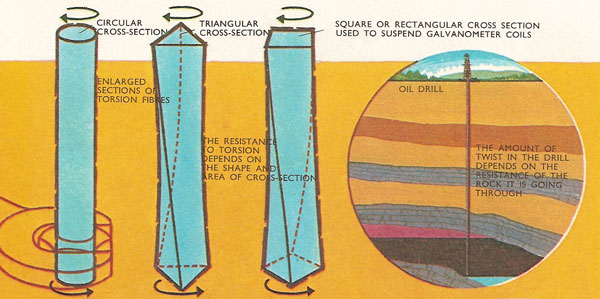 CIRCULAR
CROSS-SECTION
TRIANGULAR
CROSS-SECTION
SQUARE OR RECTANGULAR CROSS SECTION
USED TO SUSPEND GALVANOMETER COILS
ENLARGED
SECTIONS OF
TORSION FIBRES
THE RESISTANCE
TO TORSION
DEPENDS ON
THE SHAPE AND
AREA OF CROSS-SECTION
OIL DRILL
THE AMOUNT OF
TWIST IN THE DRILL
DEPENDS ON THE
RESISTANCE OF THE
ROCK IT IS GOING
THROUGH